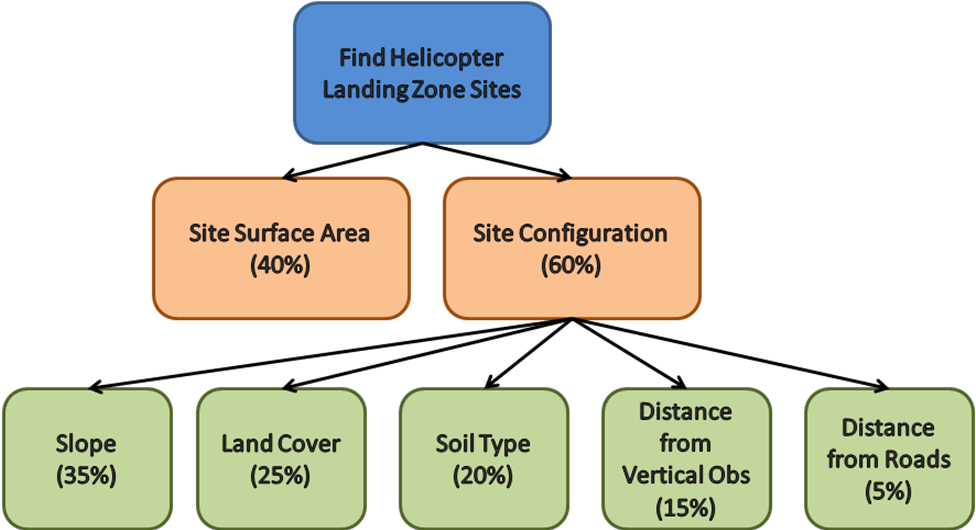 Find Helicopter
Landing Zone Sites
Site Surface Area
(40%)
Site Configuration
(60%)
Slope
(35%)
Land Cover
(25%)
Soil Type
(20%)
Distance
from
Vertical Obs
(15%)
Distance
from Roads
(5%)